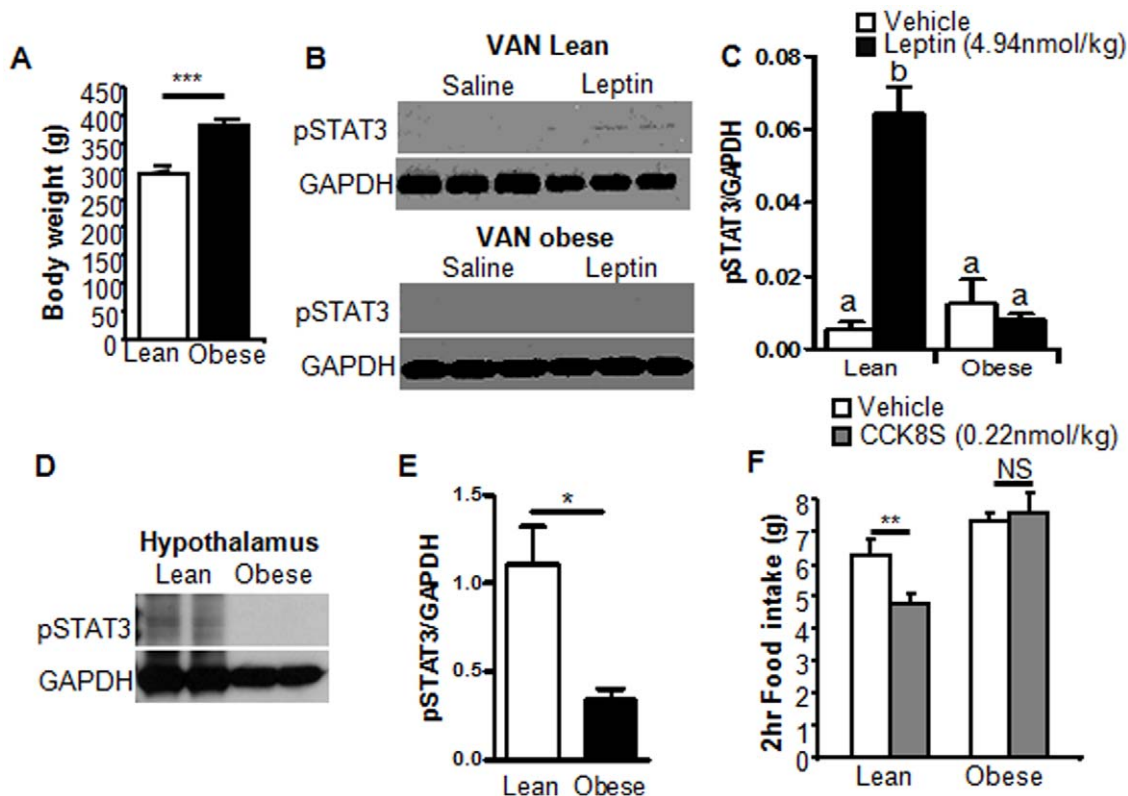 A
***
Body weight (g)
450
400
350
300
250
200
150
100
50
0
Lean Obese
B
VAN Lean
Saline Leptin
pSTAT3
GAPDH
VAN obese
Saline Leptin
pSTAT3
GAPDH
Vehicle
Leptin (4.94nmol/kg)
C
pSTAT3/GAPDH
0.08
0.06
0.04
0.02
0.00
a
b
a
a
Lean Obese
D
Hypothalamus
Lean Obese
pSTAT3
GAPDH
E
pSTAT3/GAPDH
1.5
1.0
0.5
0.0
*
Lean Obese
Vehicle
CCK8S (0.22nmol/kg)
F
2hr Food intake (g)
8
7
6
5
4
3
2
1
0
**
NS
Lean Obese